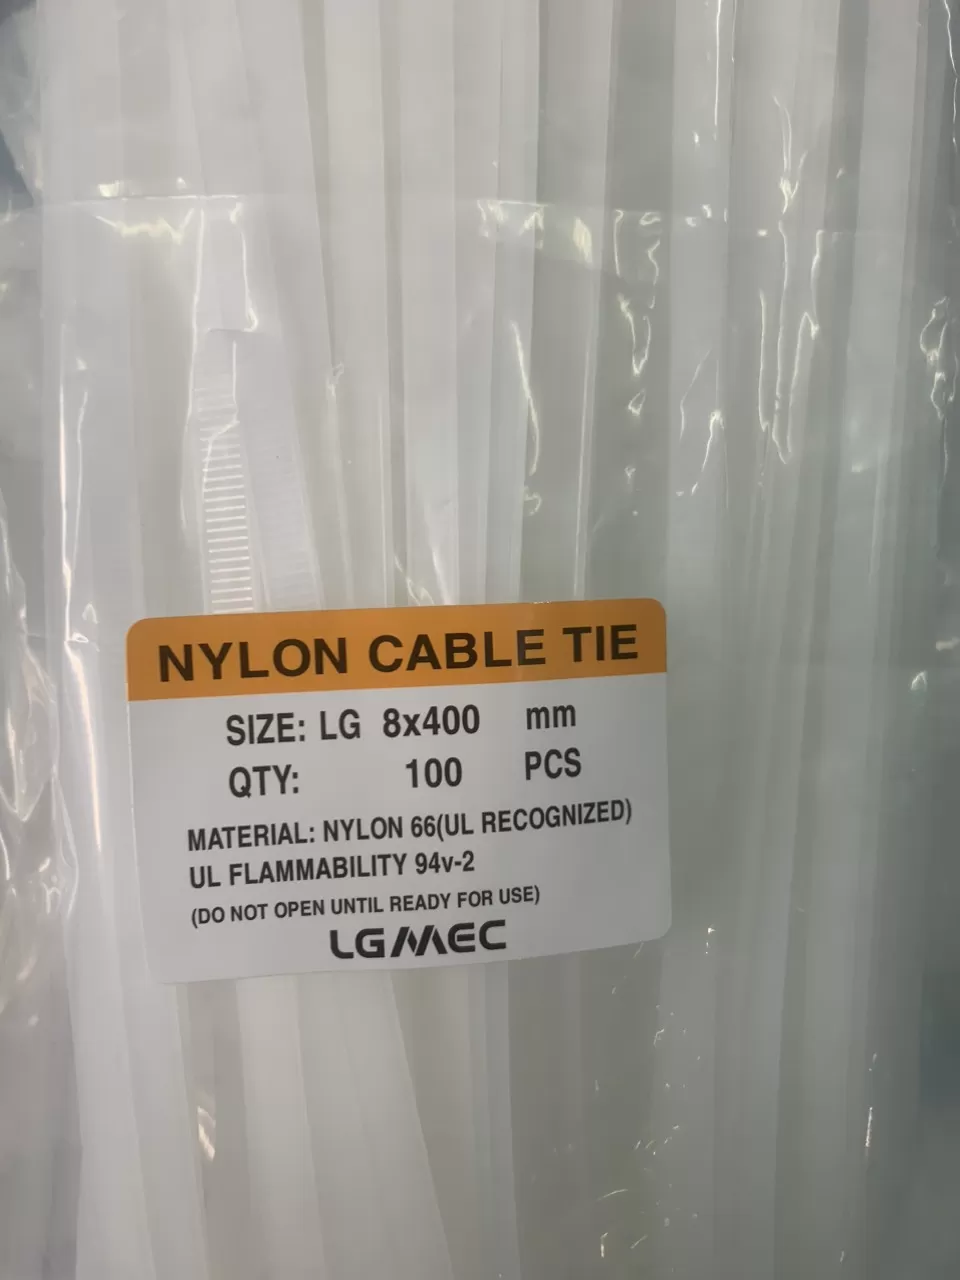 NYLON CABLE TIE
SIZE: LG 8x400 mm
QTY: 100 PCS
MATERIAL: NYLON 66(UL RECOGNIZED)
UL FLAMMABILITY 94v-2
(DO NOT OPEN UNTIL READY FOR USE)
LGMEC